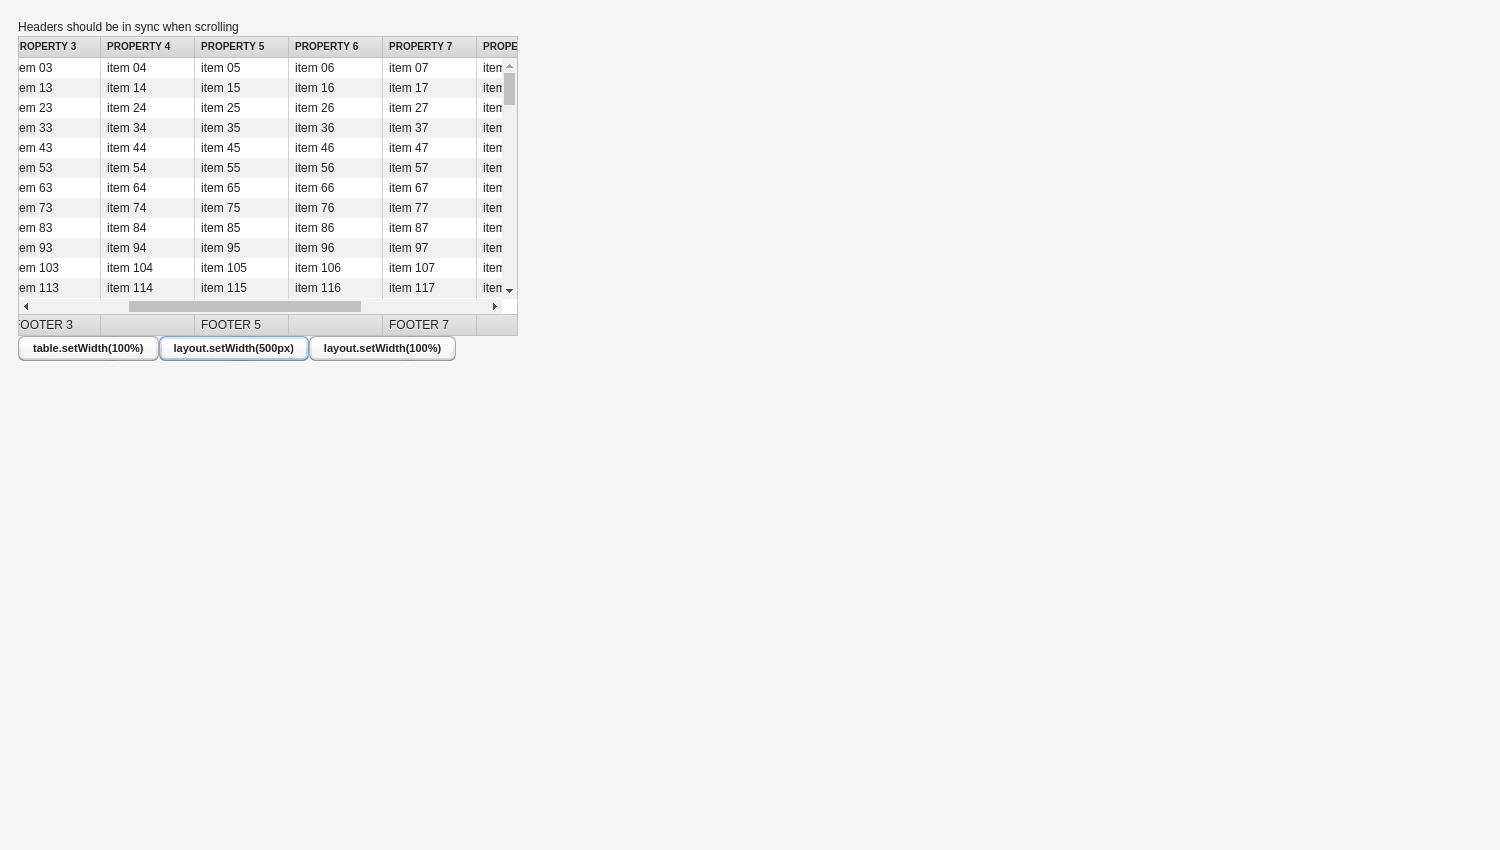 Headers should be in sync when scrolling
ROPERTY 3 PROPERTY 4 PROPERTY 5 PROPERTY 6 PROPERTY 7 PROPE
em 03 item 04 item 05 item 06 item 07 item
em 13 item 14 item 15 item 16 item 17 item
em 23 item 24 item 25 item 26 item 27 item
em 33 item 34 item 35 item 36 item 37 item
em 43 item 44 item 45 item 46 item 47 item
em 53 item 54 item 55 item 56 item 57 item
em 63 item 64 item 65 item 66 item 67 item
em 73 item 74 item 75 item 76 item 77 item
em 83 item 84 item 85 item 86 item 87 item
em 93 item 94 item 95 item 96 item 97 item
em 103 item 104 item 105 item 106 item 107 item
em 113 item 114 item 115 item 116 item 117 item
FOOTER 3 FOOTER 5 FOOTER 7
table.setWidth(100%) layout.setWidth(500px) layout.setWidth(100%)